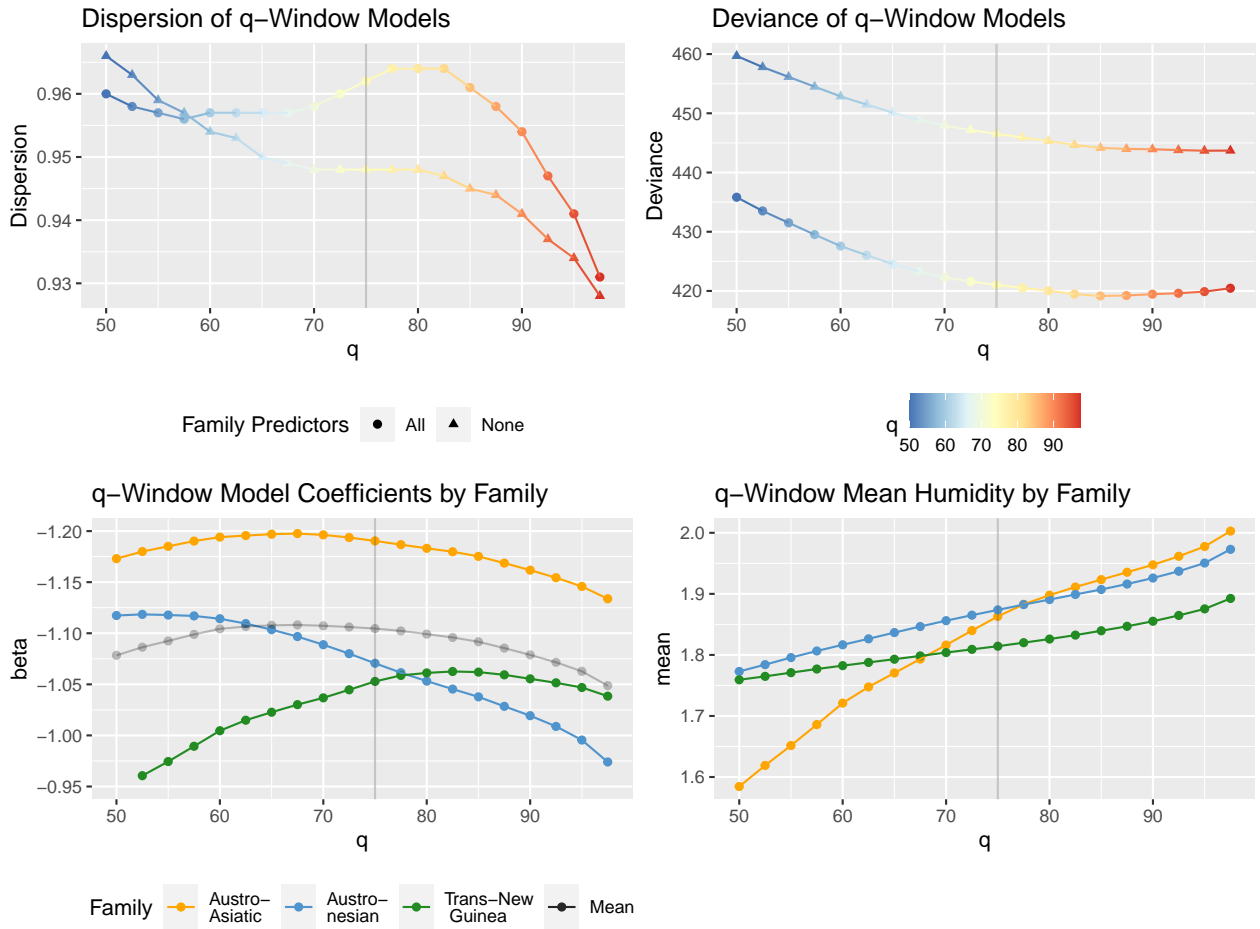 Dispersion of q−Window Models
0.96
0.95
0.94
0.93
Dispersion
50 60 70 80 90
q
Deviance of q−Window Models
460
450
440
430
420
Deviance
50 60 70 80 90
q
Family Predictors All None
q
50 60 70 80 90
q−Window Model Coefficients by Family
−1.20
−1.15
−1.10
−1.05
−1.00
−0.95
beta
50 60 70 80 90
q
q−Window Mean Humidity by Family
2.0
1.9
1.8
1.7
1.6
mean
50 60 70 80 90
q
Family
Austro−
Asiatic
Austro−
nesian
Trans−New
Guinea
Mean